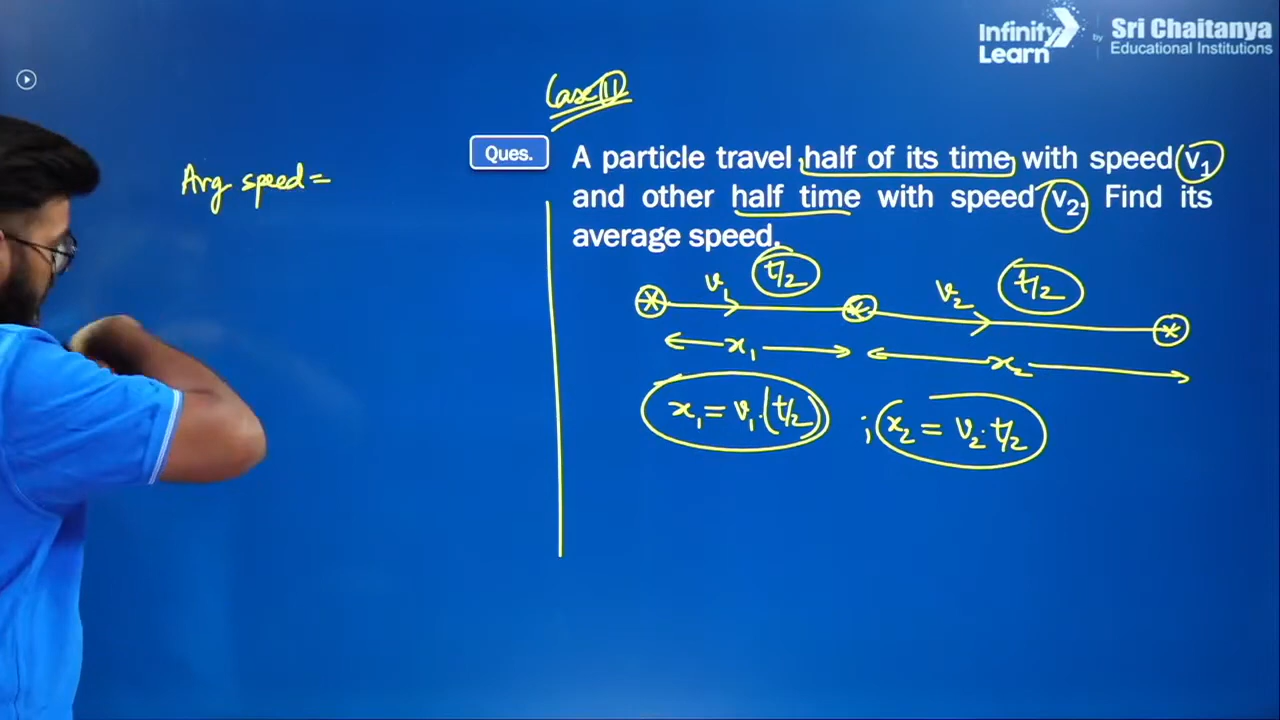 Infinity Learn by Sri Chaitanya Educational Institutions
Case II
Ques. A particle travel half of its time with speed v₁
and other half time with speed v₂. Find its
average speed.
Avg speed =
v₁ t/2 v₂ t/2
x₁ x₂
x₁ = v₁·(t/2) ; x₂ = v₂·t/2